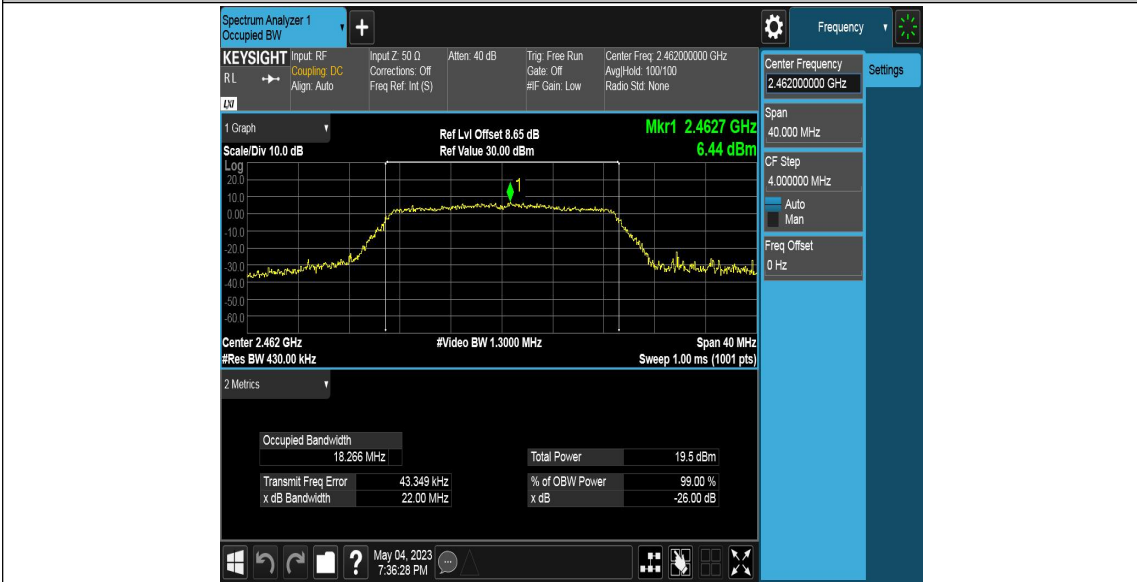 Spectrum Analyzer 1
Occupied BW
Frequency
KEYSIGHT
R L
LXI
Input: RF
Coupling: DC
Align: Auto
Input Z: 50 Ω
Corrections: Off
Freq Ref: Int (S)
Atten: 40 dB
Trig: Free Run
Gate: Off
#IF Gain: Low
Center Freq: 2.462000000 GHz
Avg|Hold: 100/100
Radio Std: None
Center Frequency
2.462000000 GHz
Settings
Span
40.000 MHz
CF Step
4.000000 MHz
Auto
Man
Freq Offset
0 Hz
1 Graph
Scale/Div 10.0 dB
Ref Lvl Offset 8.65 dB
Ref Value 30.00 dBm
Mkr1 2.4627 GHz
6.44 dBm
Log
20.0
10.0
0.00
-10.0
-20.0
-30.0
-40.0
-50.0
-60.0
1
Center 2.462 GHz
#Res BW 430.00 kHz
#Video BW 1.3000 MHz
Span 40 MHz
Sweep 1.00 ms (1001 pts)
2 Metrics
Occupied Bandwidth
18.266 MHz
Total Power 19.5 dBm
Transmit Freq Error 43.349 kHz
% of OBW Power 99.00 %
x dB Bandwidth 22.00 MHz
x dB -26.00 dB
?
May 04, 2023
7:36:28 PM